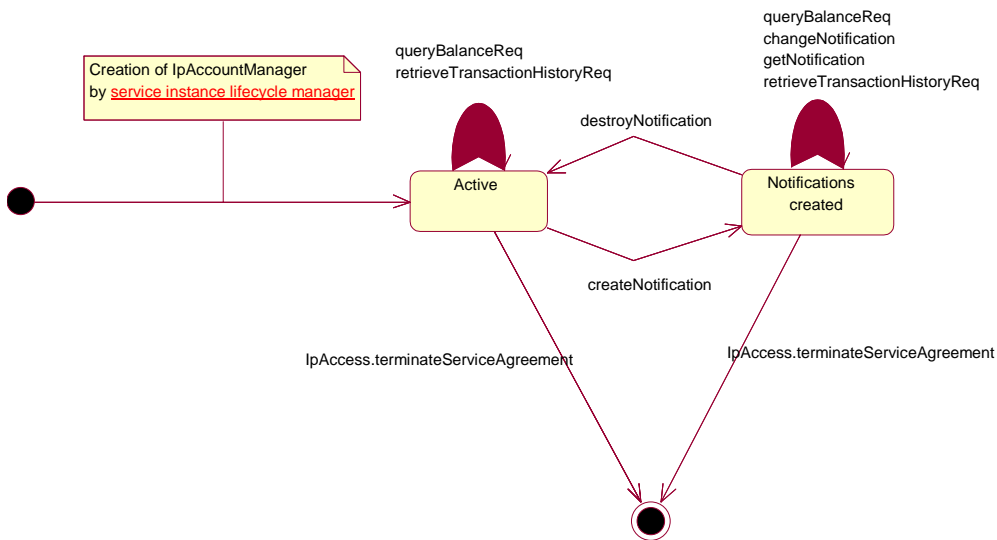 queryBalanceReq
changeNotification
getNotification
retrieveTransactionHistoryReq
queryBalanceReq
retrieveTransactionHistoryReq
Creation of IpAccountManager
by service instance lifecycle manager
destroyNotification
Active
Notifications
created
createNotification
IpAccess.terminateServiceAgreement
IpAccess.terminateServiceAgreement